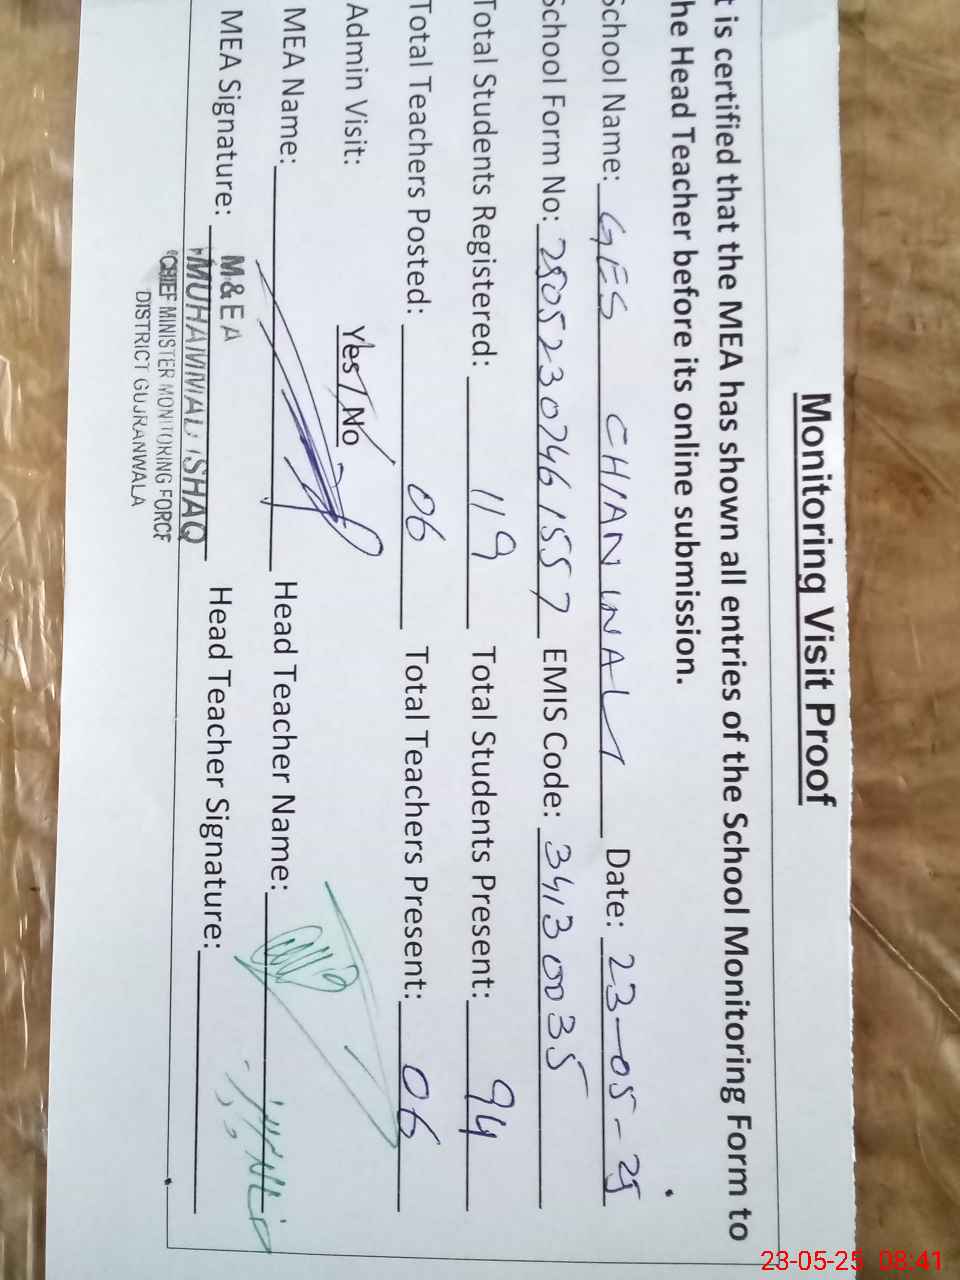 Monitoring Visit Proof
t is certified that the MEA has shown all entries of the School Monitoring Form to
he Head Teacher before its online submission.
School Name: GES CHIANWALI Date: 23-05-25
School Form No: 28052307461557 EMIS Code: 34130035
Total Students Registered: 119 Total Students Present: 94
Total Teachers Posted: 06 Total Teachers Present: 06
Admin Visit: Yes / No
MEA Name: Head Teacher Name:
MEA Signature: Head Teacher Signature:
M&EA
MUHAMMAD ISHAQ
CHIEF MINISTER MONITORING FORCE
DISTRICT GUJRANWALA
23-05-25 08:41